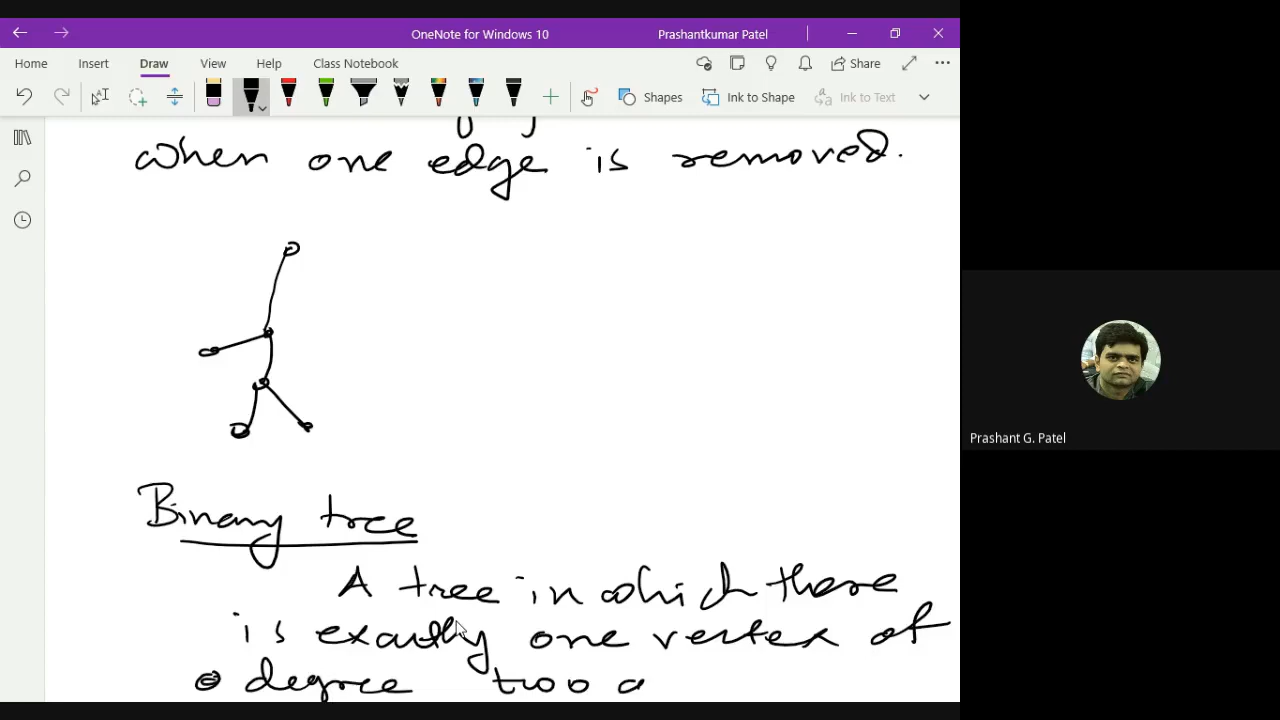 OneNote for Windows 10
Prashantkumar Patel
Home Insert Draw View Help Class Notebook
Share
Shapes Ink to Shape Ink to Text
when one edge is removed.
Binary tree
A tree in which there
is exactly one vertex of
degree two a
Prashant G. Patel